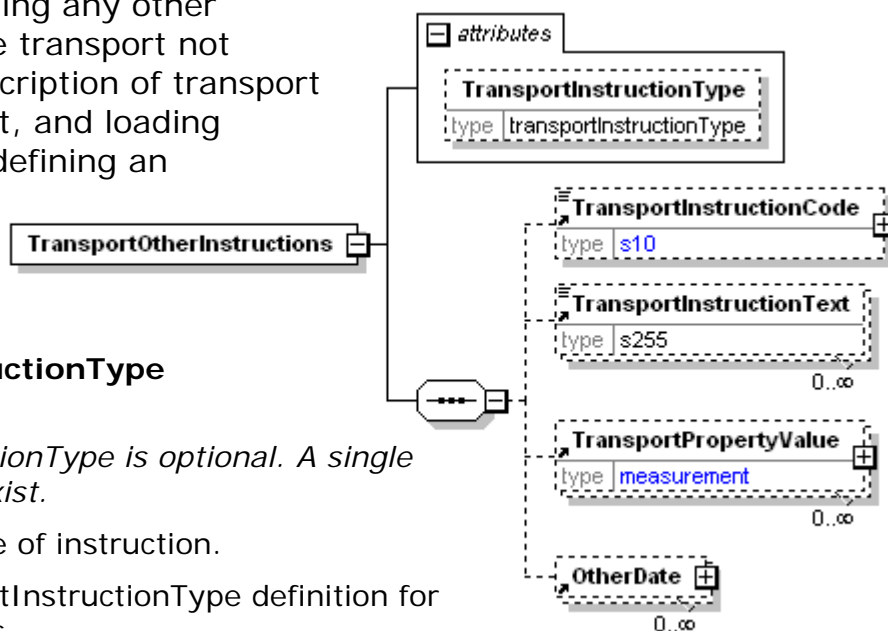 ing any other
e transport not
cription of transport
t, and loading
defining an
uctionType
ionType is optional. A single
xist.
e of instruction.
tInstructionType definition for
attributes
TransportInstructionType
type transportInstructionType
TransportOtherInstructions
TransportInstructionCode
type s10
TransportInstructionText
type s255
0..∞
TransportPropertyValue
type measurement
0..∞
OtherDate
0..∞